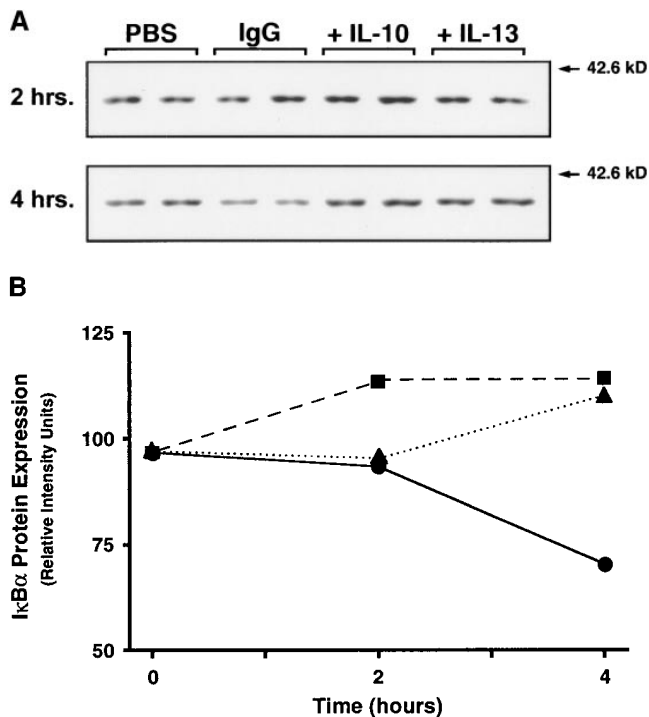 A
PBS IgG + IL-10 + IL-13
2 hrs.
42.6 kD
4 hrs.
42.6 kD
B
IκBα Protein Expression
(Relative Intensity Units)
125
100
75
50
0 2 4
Time (hours)